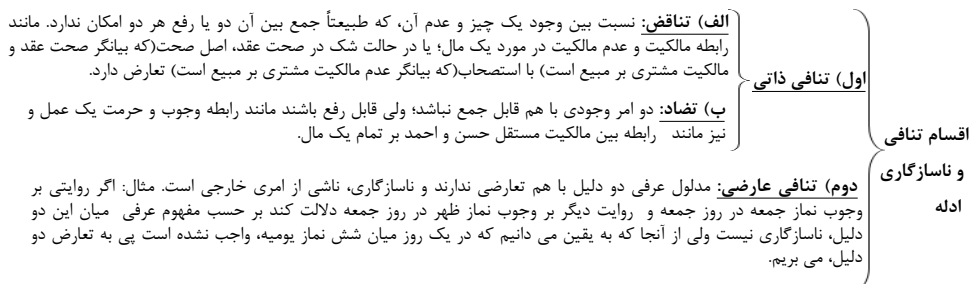 اقسام تنافی
و ناسازگاری
ادله
اول) تنافی ذاتی
الف) تناقض: نسبت بین وجود یک چیز و عدم آن، که طبیعتاً جمع بین آن دو یا رفع هر دو امکان ندارد. مانند
رابطه مالکیت و عدم مالکیت در مورد یک مال؛ یا در حالت شک در صحت عقد، اصل صحت(که بیانگر صحت عقد و
مالکیت مشتری بر مبیع است) با استصحاب(که بیانگر عدم مالکیت مشتری بر مبیع است) تعارض دارد.
ب) تضاد: دو امر وجودی با هم قابل جمع نباشد؛ ولی قابل رفع باشند مانند رابطه وجوب و حرمت یک عمل و
نیز مانند رابطه بین مالکیت مستقل حسن و احمد بر تمام یک مال.
دوم) تنافی عارضی: مدلول عرفی دو دلیل با هم تعارضی ندارند و ناسازگاری، ناشی از امری خارجی است. مثال: اگر روایتی بر
وجوب نماز جمعه در روز جمعه و روایت دیگر بر وجوب نماز ظهر در روز جمعه دلالت کند بر حسب مفهوم عرفی میان این دو
دلیل، ناسازگاری نیست ولی از آنجا که به یقین می دانیم که در یک روز میان شش نماز یومیه، واجب نشده است پی به تعارض دو
دلیل، می بریم.